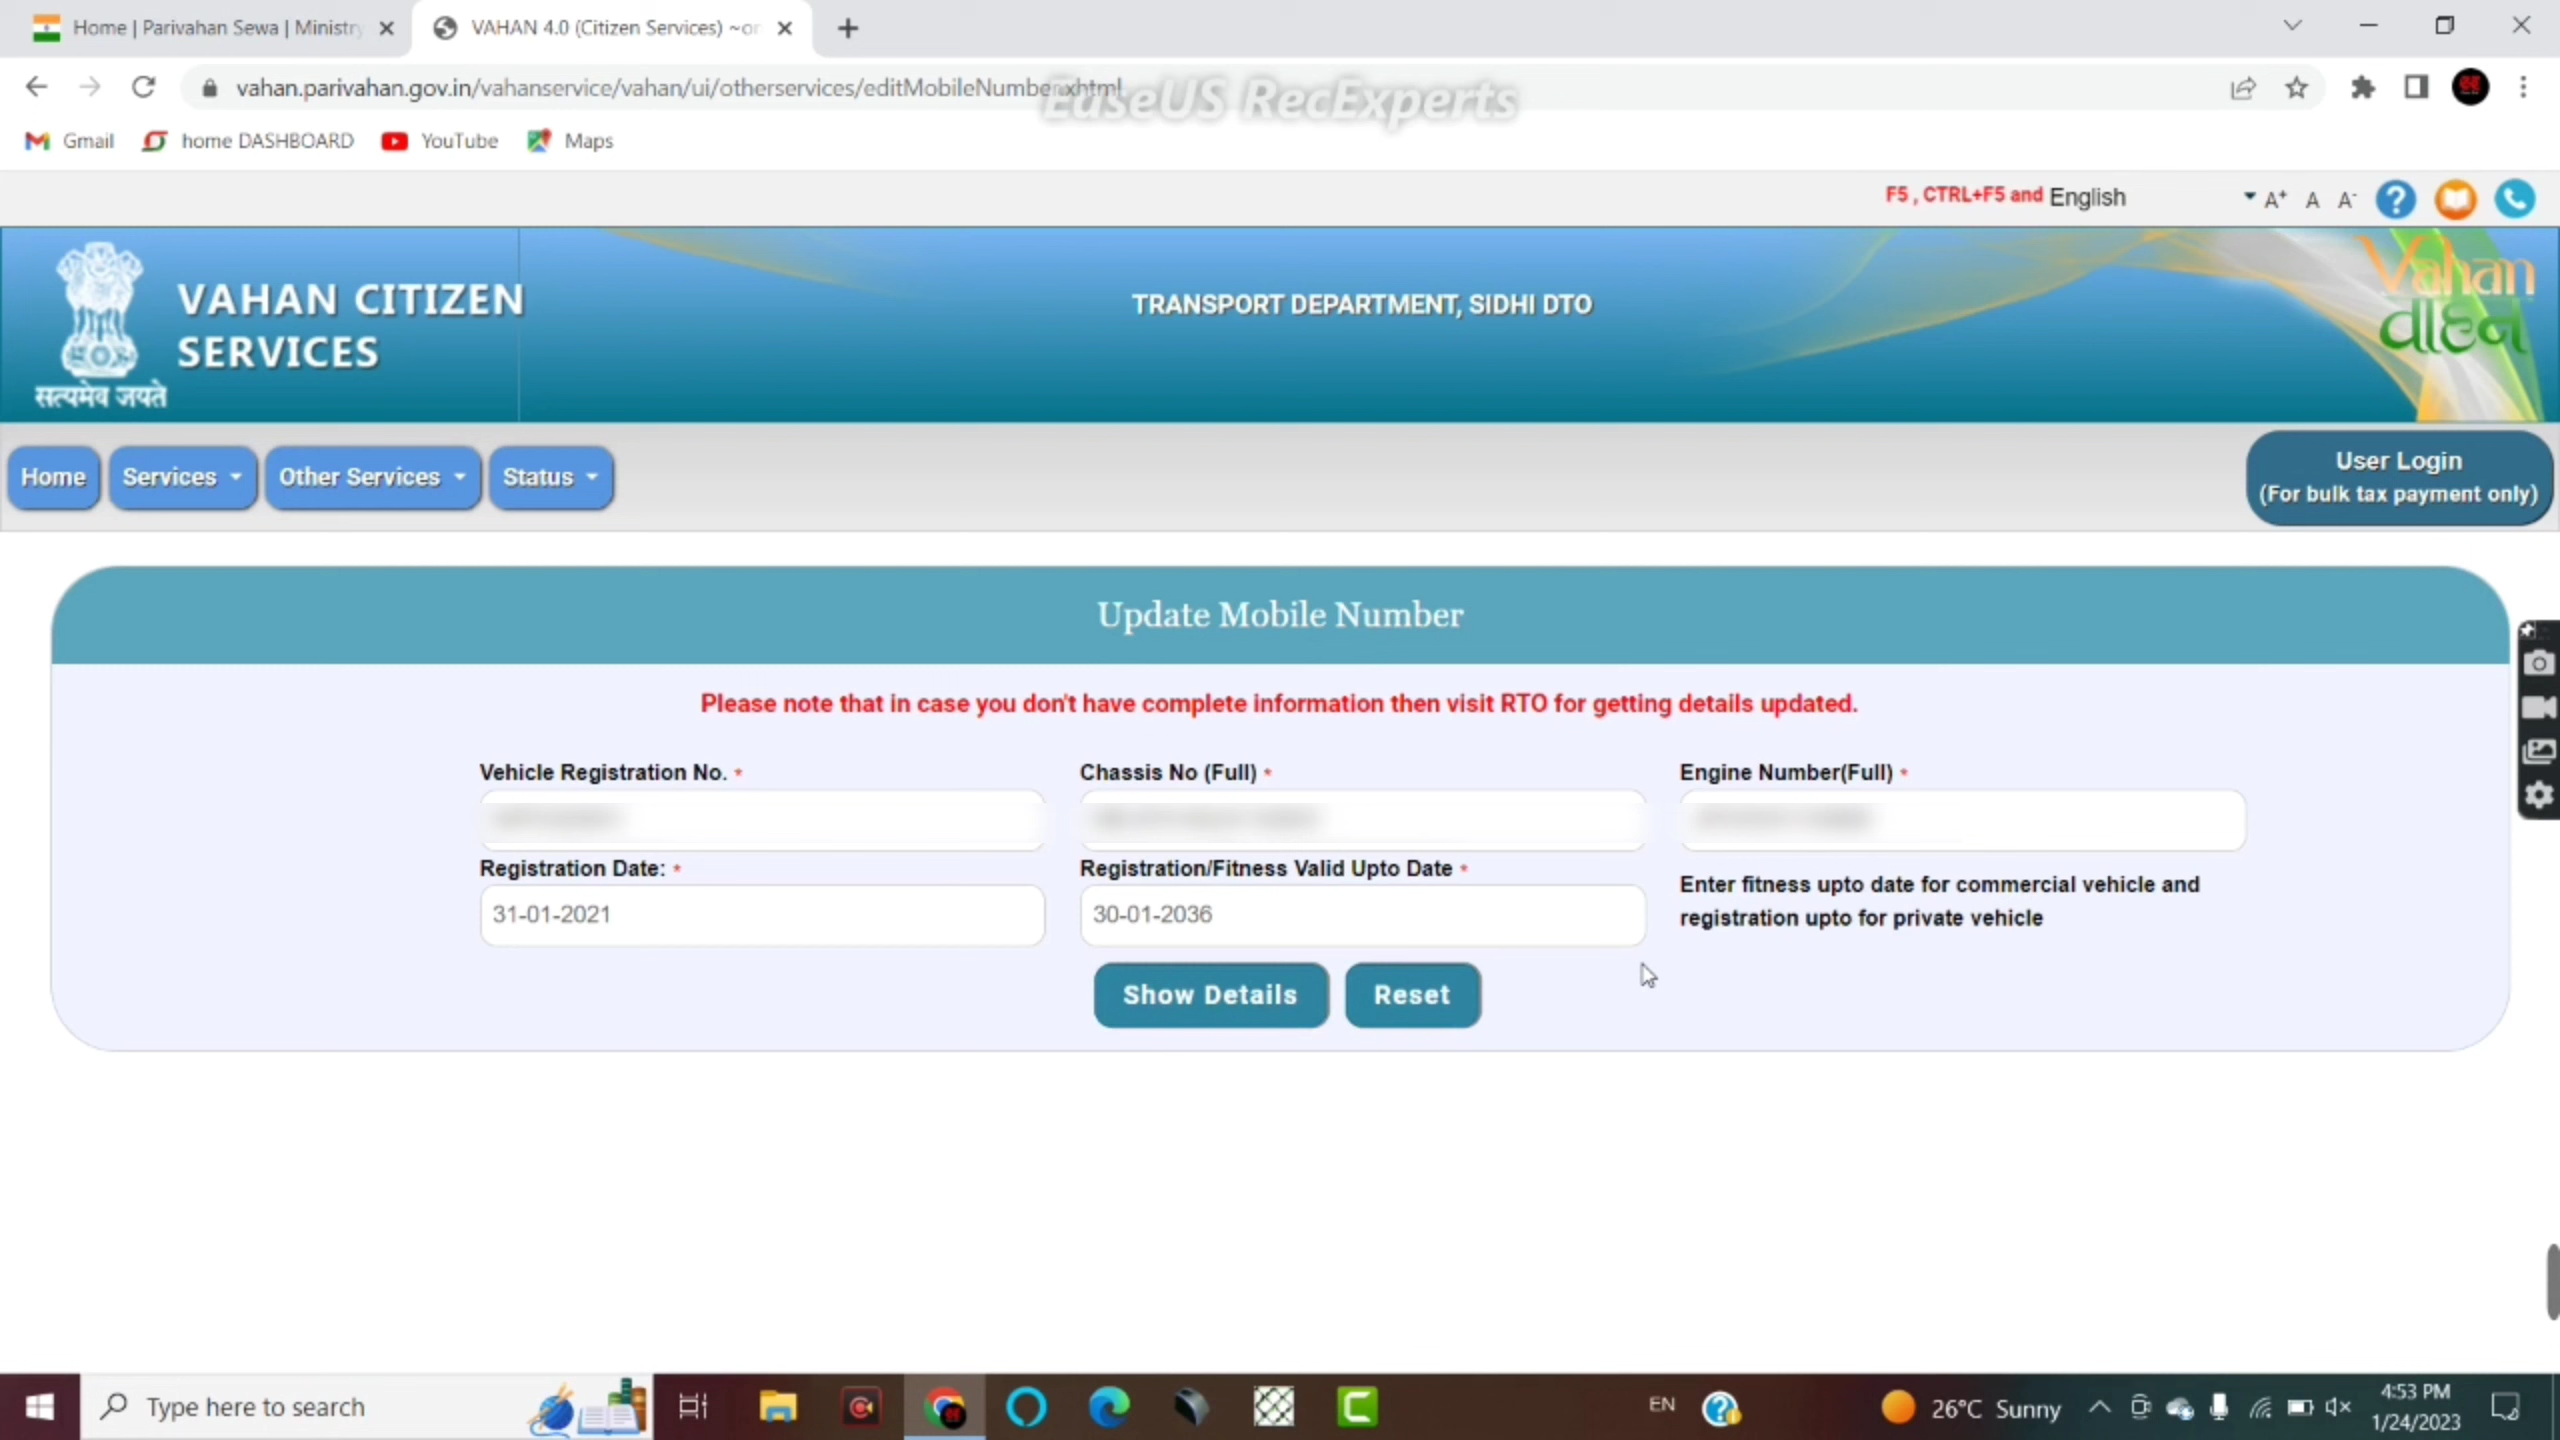 Home | Parivahan Sewa | Ministry
VAHAN 4.0 (Citizen Services) ~on
vahan.parivahan.gov.in/vahanservice/vahan/ui/otherservices/editMobileNumber.xhtml
EaseUS RecExperts
Gmail
home DASHBOARD
YouTube
Maps
F5 , CTRL+F5 and English
A+ A A-
VAHAN CITIZEN
SERVICES
सत्यमेव जयते
TRANSPORT DEPARTMENT, SIDHI DTO
Vahan
वाहन
Home
Services
Other Services
Status
User Login
(For bulk tax payment only)
Update Mobile Number
Please note that in case you don't have complete information then visit RTO for getting details updated.
Vehicle Registration No. *
Chassis No (Full) *
Engine Number(Full) *
Registration Date: *
Registration/Fitness Valid Upto Date *
Enter fitness upto date for commercial vehicle and
registration upto for private vehicle
31-01-2021
30-01-2036
Show Details
Reset
Type here to search
EN
26°C Sunny
4:53 PM
1/24/2023